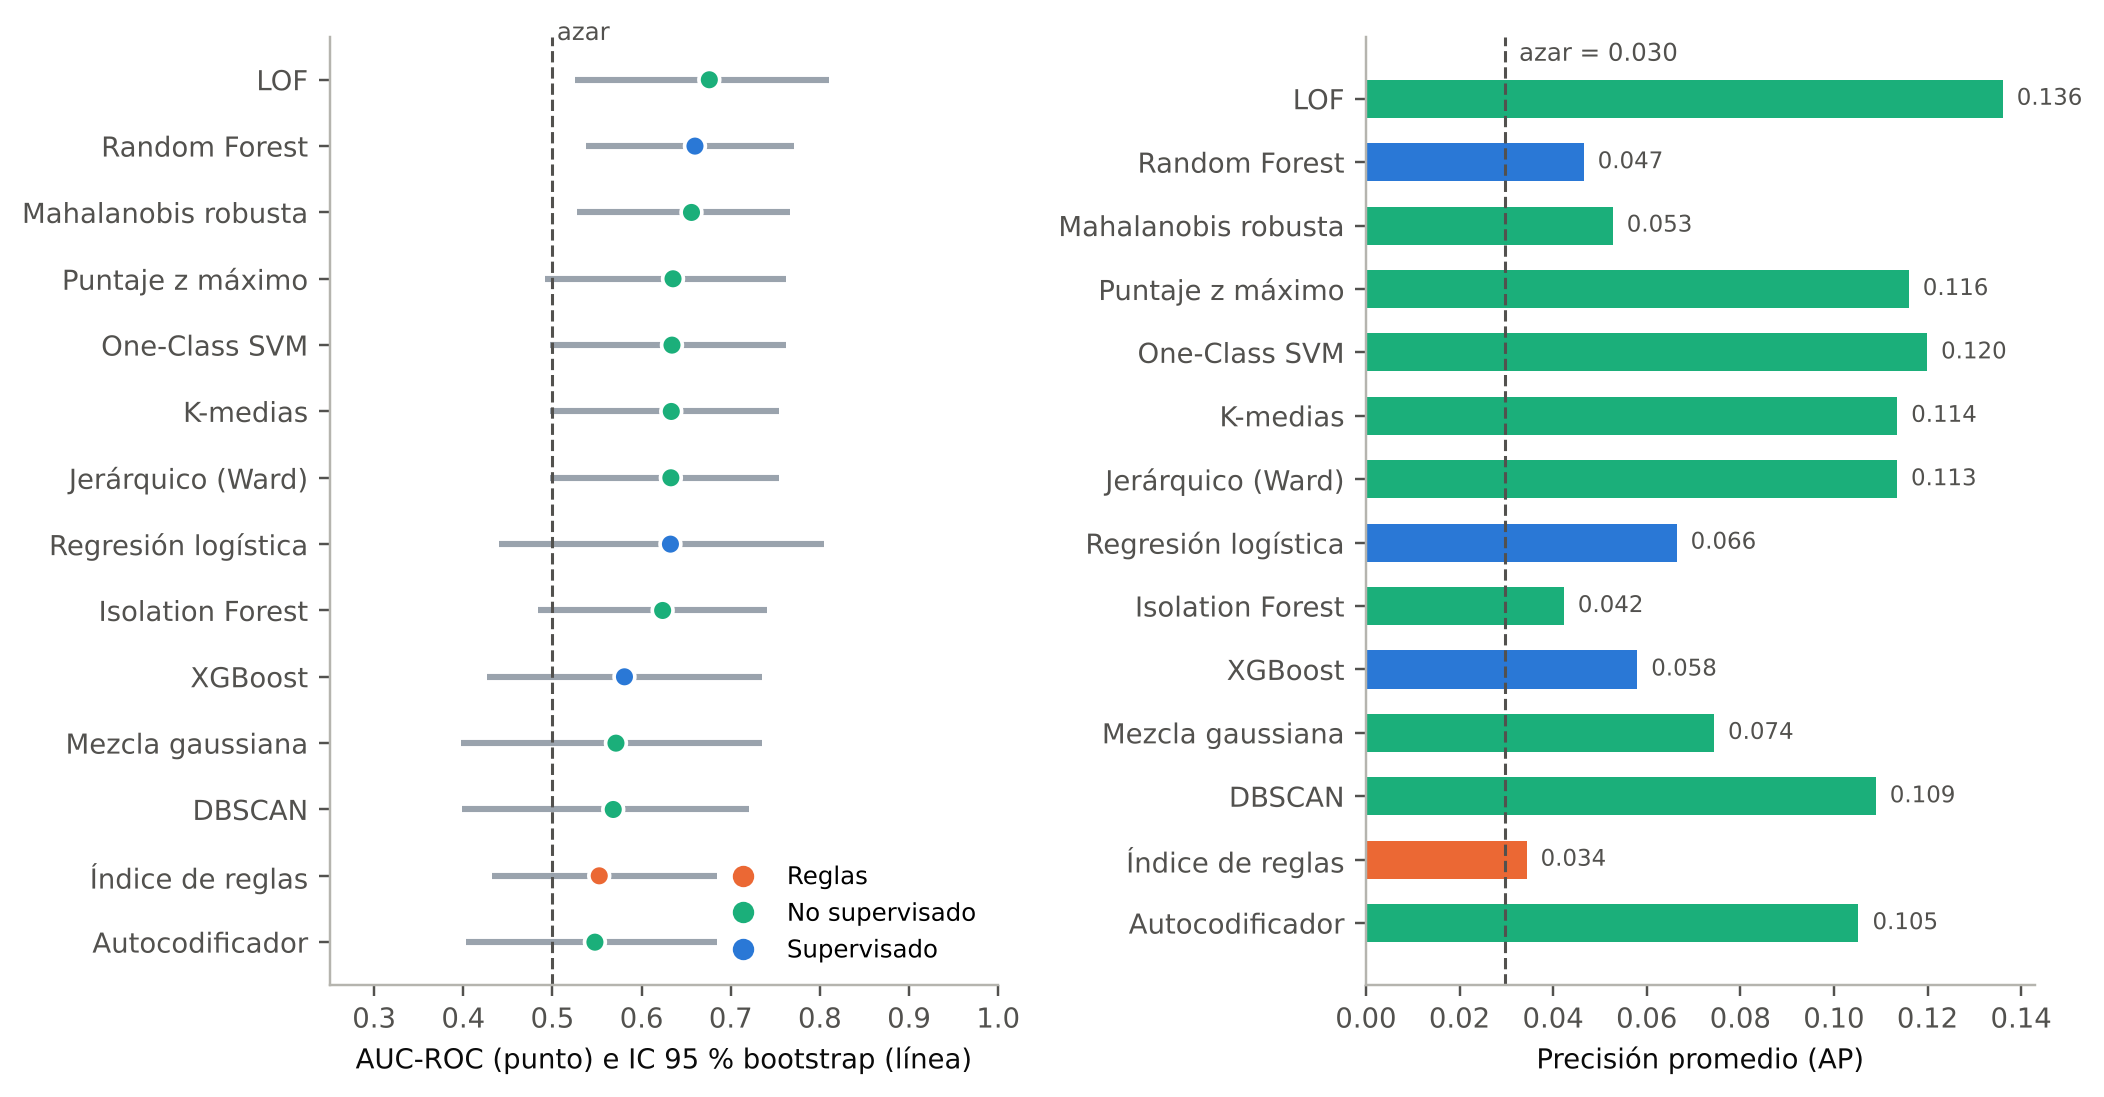 azar
LOF
Random Forest
Mahalanobis robusta
Puntaje z máximo
One-Class SVM
K-medias
Jerárquico (Ward)
Regresión logística
Isolation Forest
XGBoost
Mezcla gaussiana
DBSCAN
Índice de reglas
Autocodificador
Reglas
No supervisado
Supervisado
0.3 0.4 0.5 0.6 0.7 0.8 0.9 1.0
AUC-ROC (punto) e IC 95 % bootstrap (línea)
azar = 0.030
LOF 0.136
Random Forest 0.047
Mahalanobis robusta 0.053
Puntaje z máximo 0.116
One-Class SVM 0.120
K-medias 0.114
Jerárquico (Ward) 0.113
Regresión logística 0.066
Isolation Forest 0.042
XGBoost 0.058
Mezcla gaussiana 0.074
DBSCAN 0.109
Índice de reglas 0.034
Autocodificador 0.105
0.00 0.02 0.04 0.06 0.08 0.10 0.12 0.14
Precisión promedio (AP)